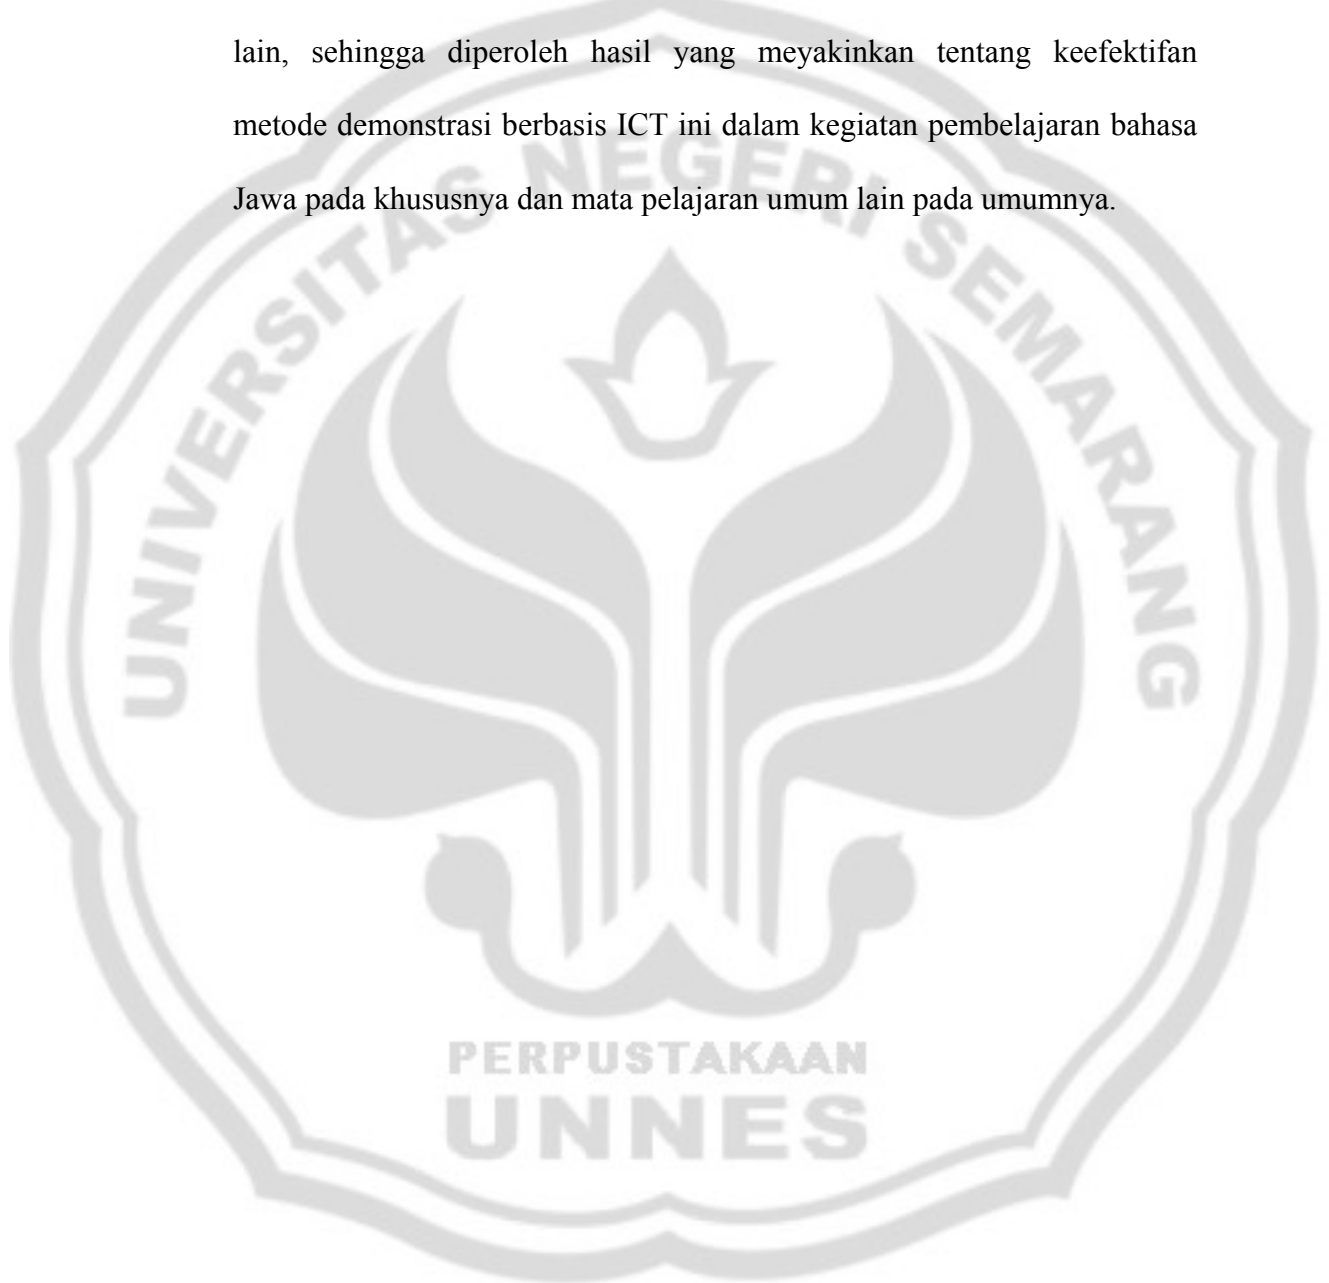 lain, sehingga diperoleh hasil yang meyakinkan tentang keefektifan
metode demonstrasi berbasis ICT ini dalam kegiatan pembelajaran bahasa
Jawa pada khususnya dan mata pelajaran umum lain pada umumnya.
UNIVERSITAS NEGERI SEMARANG
PERPUSTAKAAN
UNNES